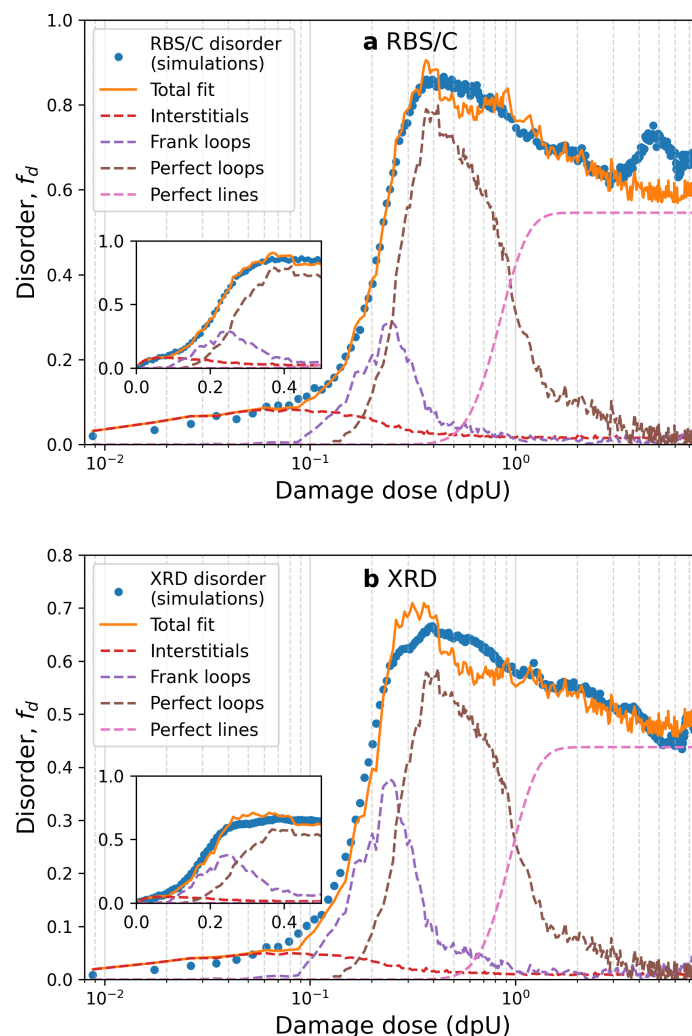 a RBS/C
RBS/C disorder
(simulations)
Total fit
Interstitials
Frank loops
Perfect loops
Perfect lines
Disorder, f_d
1.0
0.8
0.6
0.4
0.2
0.0
1.0
0.5
0.0
0.0 0.2 0.4
10⁻² 10⁻¹ 10⁰
Damage dose (dpU)
b XRD
XRD disorder
(simulations)
Total fit
Interstitials
Frank loops
Perfect loops
Perfect lines
Disorder, f_d
0.8
0.7
0.6
0.5
0.4
0.3
0.2
0.1
0.0
1.0
0.5
0.0
0.0 0.2 0.4
10⁻² 10⁻¹ 10⁰
Damage dose (dpU)